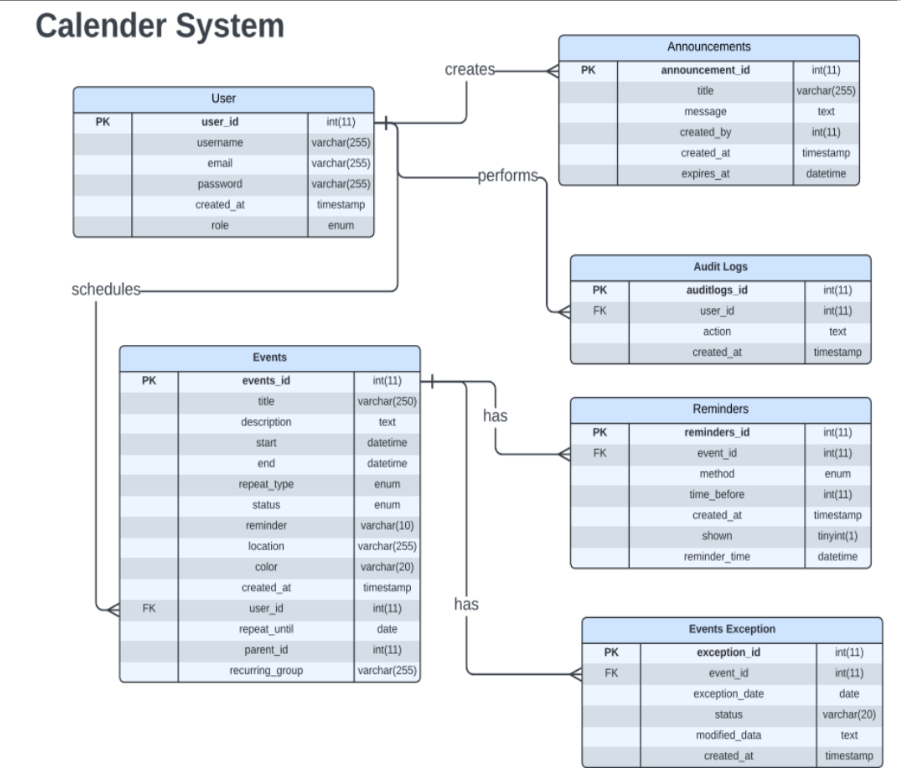 Calender System
User
PK user_id int(11)
username varchar(255)
email varchar(255)
password varchar(255)
created_at timestamp
role enum
creates
performs
schedules
Announcements
PK announcement_id int(11)
title varchar(255)
message text
created_by int(11)
created_at timestamp
expires_at datetime
Audit Logs
PK auditlogs_id int(11)
FK user_id int(11)
action text
created_at timestamp
Events
PK events_id int(11)
title varchar(250)
description text
start datetime
end datetime
repeat_type enum
status enum
reminder varchar(10)
location varchar(255)
color varchar(20)
created_at timestamp
FK user_id int(11)
repeat_until date
parent_id int(11)
recurring_group varchar(255)
has
has
Reminders
PK reminders_id int(11)
FK event_id int(11)
method enum
time_before int(11)
created_at timestamp
shown tinyint(1)
reminder_time datetime
Events Exception
PK exception_id int(11)
FK event_id int(11)
exception_date date
status varchar(20)
modified_data text
created_at timestamp